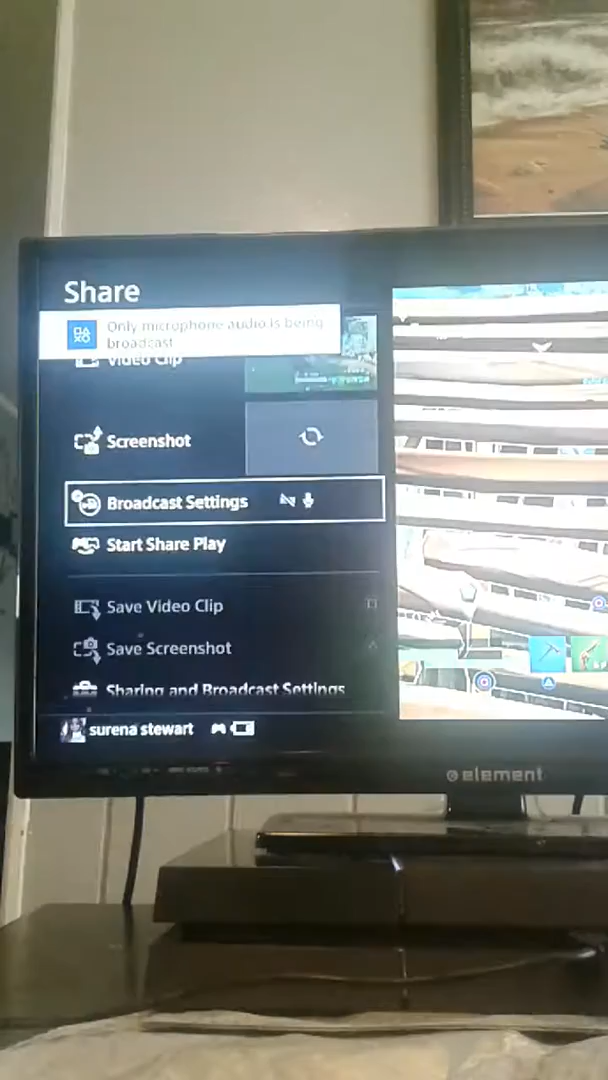 Share
Only microphone audio is being
broadcast
Video Clip
Screenshot
Broadcast Settings
Start Share Play
Save Video Clip
Save Screenshot
Sharing and Broadcast Settings
surena stewart
element